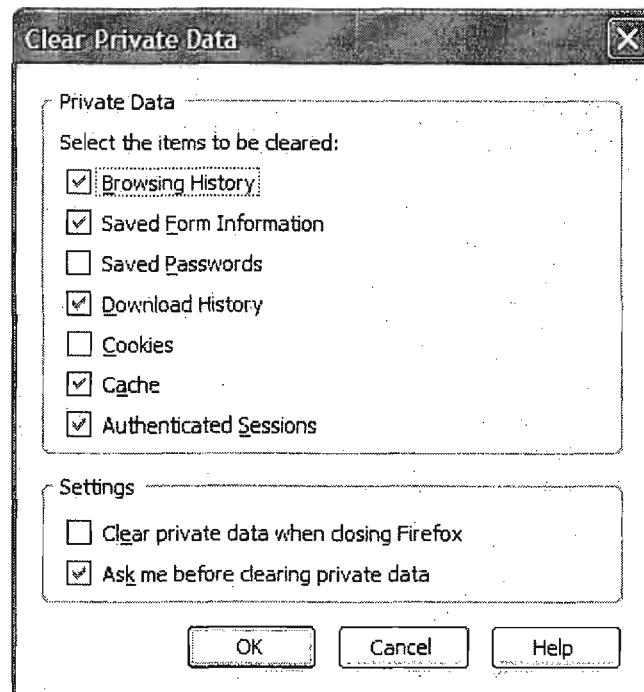 Clear Private Data
Private Data
Select the items to be cleared:
Browsing History
Saved Form Information
Saved Passwords
Download History
Cookies
Cache
Authenticated Sessions
Settings
Clear private data when closing Firefox
Ask me before clearing private data
OK Cancel Help